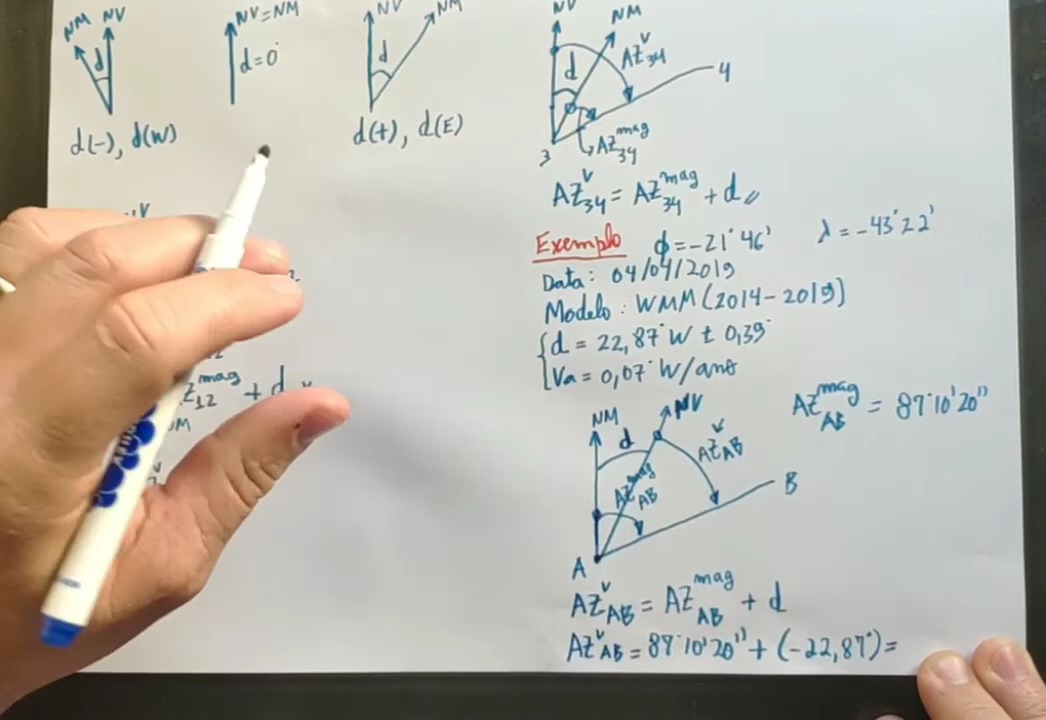 NM NV
d
d(-), d(W)
NV=NM
d=0°
NV NM
d
d(+), d(E)
NV NM
d
AZ^V_34
4
3
AZ^mag_34
AZ^V_34 = AZ^mag_34 + d
Exemplo
ϕ = -21°46'
λ = -43°22'
Data: 04/04/2019
Modelo: WMM (2014-2019)
d = 22,87°W ± 0,39°
Va = 0,07°W/ano
AZ^mag_AB = 87°10'20"
NM NV
d
AZ^V_AB
AZ^mag_AB
B
A
AZ^V_AB = AZ^mag_AB + d
AZ^V_AB = 87°10'20" + (-22,87°) =
V
12
mag
12 + d